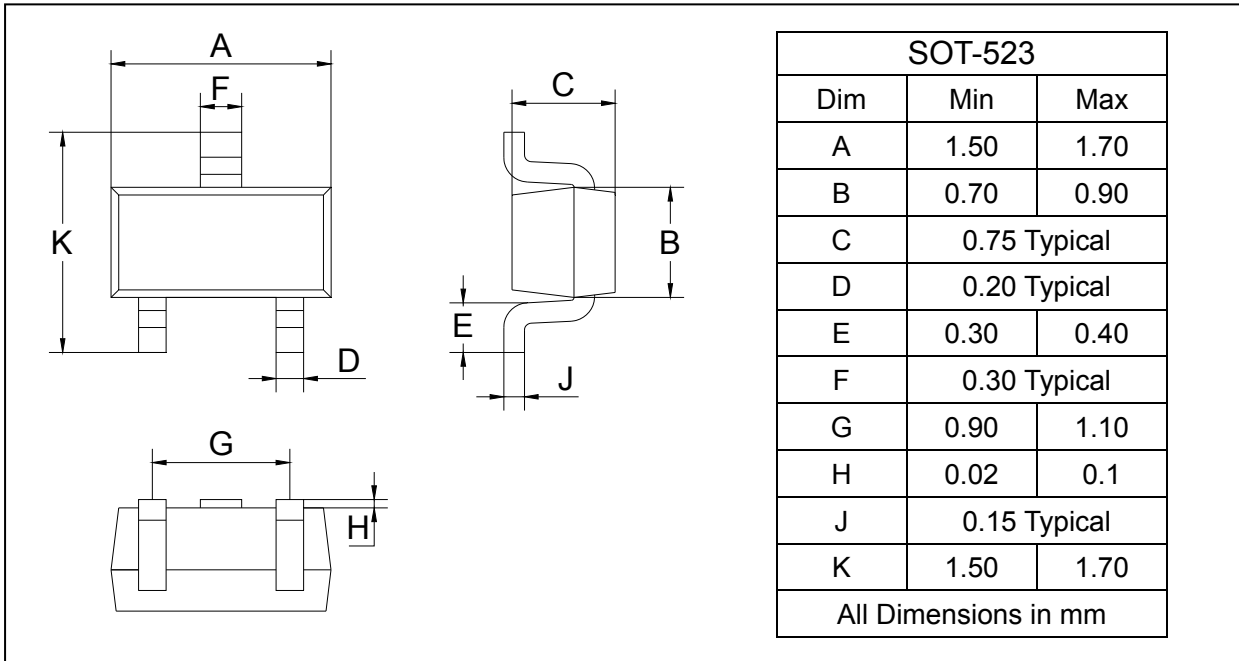 A
F
K
D
C
B
E
J
G
H
SOT-523
Dim Min Max
A 1.50 1.70
B 0.70 0.90
C 0.75 Typical
D 0.20 Typical
E 0.30 0.40
F 0.30 Typical
G 0.90 1.10
H 0.02 0.1
J 0.15 Typical
K 1.50 1.70
All Dimensions in mm